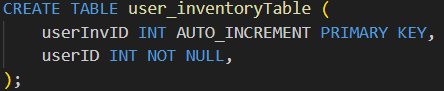 CREATE TABLE user_inventoryTable (
    userInvID INT AUTO_INCREMENT PRIMARY KEY,
    userID INT NOT NULL,
);